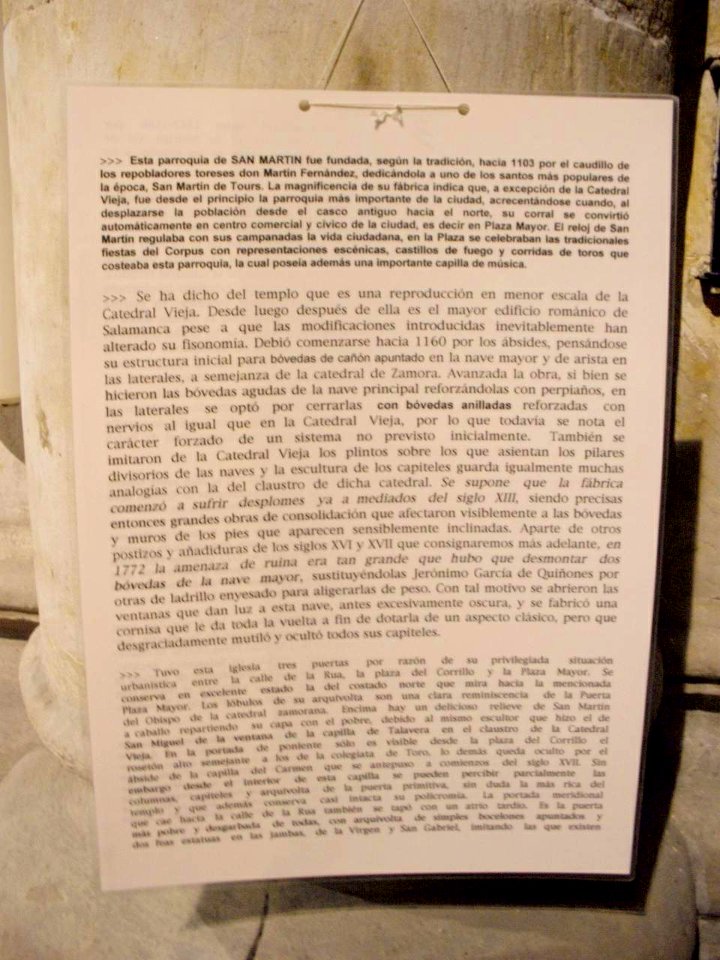 >>> Esta parroquia de SAN MARTIN fue fundada, según la tradición, hacia 1103 por el caudillo de
los repobladores toreses don Martín Fernández, dedicándola a uno de los santos más populares de
la época, San Martín de Tours. La magnificencia de su fábrica indica que, a excepción de la Catedral
Vieja, fue desde el principio la parroquia más importante de la ciudad, acrecentándose cuando, al
desplazarse la población desde el casco antiguo hacia el norte, su corral se convirtió
automáticamente en centro comercial y cívico de la ciudad, es decir en Plaza Mayor. El reloj de San
Martín regulaba con sus campanadas la vida ciudadana, en la Plaza se celebraban las tradicionales
fiestas del Corpus con representaciones escénicas, castillos de fuego y corridas de toros que
costeaba esta parroquia, la cual poseía además una importante capilla de música.
>>> Se ha dicho del templo que es una reproducción en menor escala de la
Catedral Vieja. Desde luego después de ella es el mayor edificio románico de
Salamanca pese a que las modificaciones introducidas inevitablemente han
alterado su fisonomía. Debió comenzarse hacia 1160 por los ábsides, pensándose
su estructura inicial para bóvedas de cañón apuntado en la nave mayor y de arista en
las laterales, a semejanza de la catedral de Zamora. Avanzada la obra, si bien se
hicieron las bóvedas agudas de la nave principal reforzándolas con perpiaños, en
las laterales se optó por cerrarlas con bóvedas anilladas reforzadas con
nervios al igual que en la Catedral Vieja, por lo que todavía se nota el
carácter forzado de un sistema no previsto inicialmente. También se
imitaron de la Catedral Vieja los plintos sobre los que asientan los pilares
divisorios de las naves y la escultura de los capiteles guarda igualmente muchas
analogías con la del claustro de dicha catedral. Se supone que la fábrica
comenzó a sufrir desplomes ya a mediados del siglo XIII, siendo precisas
entonces grandes obras de consolidación que afectaron visiblemente a las bóvedas
y muros de los pies que aparecen sensiblemente inclinadas. Aparte de otros
postizos y añadiduras de los siglos XVI y XVII que consignaremos más adelante, en
1772 la amenaza de ruina era tan grande que hubo que desmontar dos
bóvedas de la nave mayor, sustituyéndolas Jerónimo García de Quiñones por
otras de ladrillo enyesado para aligerarlas de peso. Con tal motivo se abrieron las
ventanas que dan luz a esta nave, antes excesivamente oscura, y se fabricó una
cornisa que le da toda la vuelta a fin de dotarla de un aspecto clásico, pero que
desgraciadamente mutiló y ocultó todos sus capiteles.
>>> Tuvo esta iglesia tres puertas por razón de su privilegiada situación
urbanística entre la calle de la Rua, la plaza del Corrillo y la Plaza Mayor. Se
conserva en excelente estado la del costado norte que mira hacia la mencionada
Plaza Mayor. Los lóbulos de su arquivolta son una clara reminiscencia de la Puerta
del Obispo de la catedral zamorana. Encima hay un delicioso relieve de San Martín
a caballo repartiendo su capa con el pobre, debido al mismo escultor que hizo el de
San Miguel de la ventana de la capilla de Talavera en el claustro de la Catedral
Vieja. En la portada de poniente sólo es visible desde la plaza del Corrillo el
rosetón alto semejante a los de la colegiata de Toro, lo demás queda oculto por el
ábside de la capilla del Carmen que se antepuso a comienzos del siglo XVII. Sin
embargo desde el interior de esta capilla se pueden percibir parcialmente las
columnas, capiteles y arquivolta de la puerta primitiva, sin duda la más rica del
templo y que además conserva casi intacta su policromía. La portada meridional
que cae hacia la calle de la Rua también se tapó con un atrio tardío. Es la puerta
más pobre y desgarbada de todas, con arquivolta de simples bocelones apuntados y
dos toas estatuas en las jambas, de la Virgen y San Gabriel, imitando las que existen